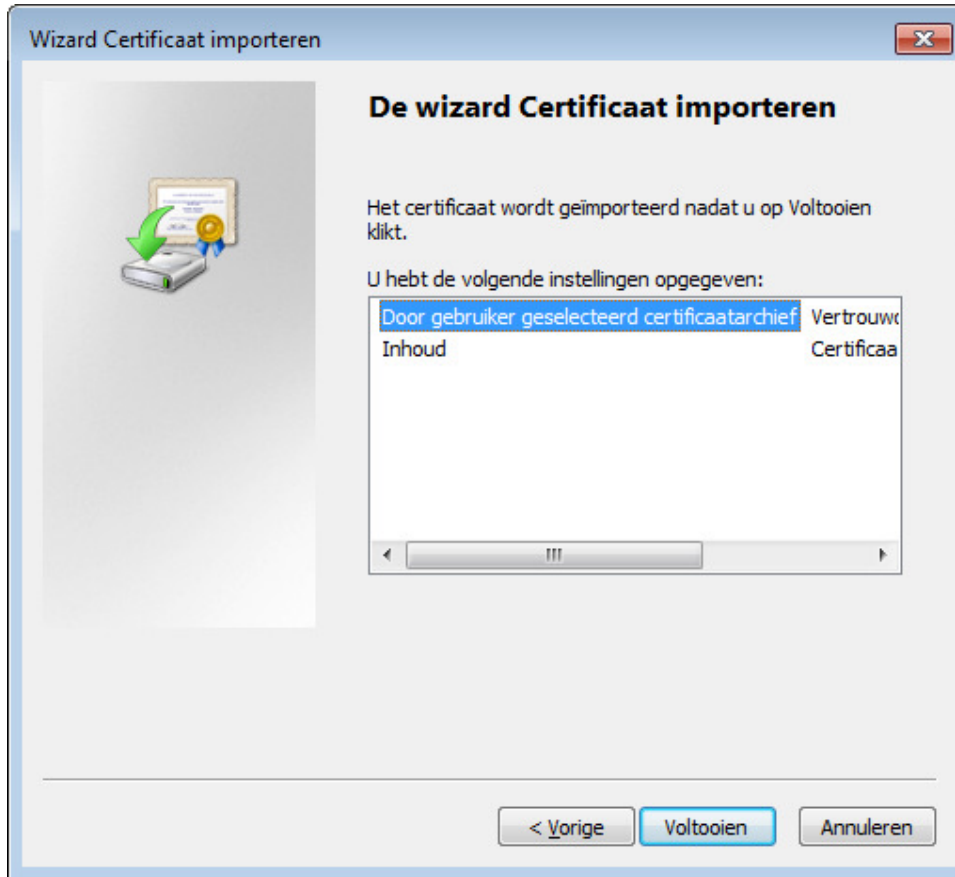 Wizard Certificaat importeren
De wizard Certificaat importeren
Het certificaat wordt geïmporteerd nadat u op Voltooien
klikt.
U hebt de volgende instellingen opgegeven:
Door gebruiker geselecteerd certificaatarchief
Inhoud
< Vorige Voltooien Annuleren